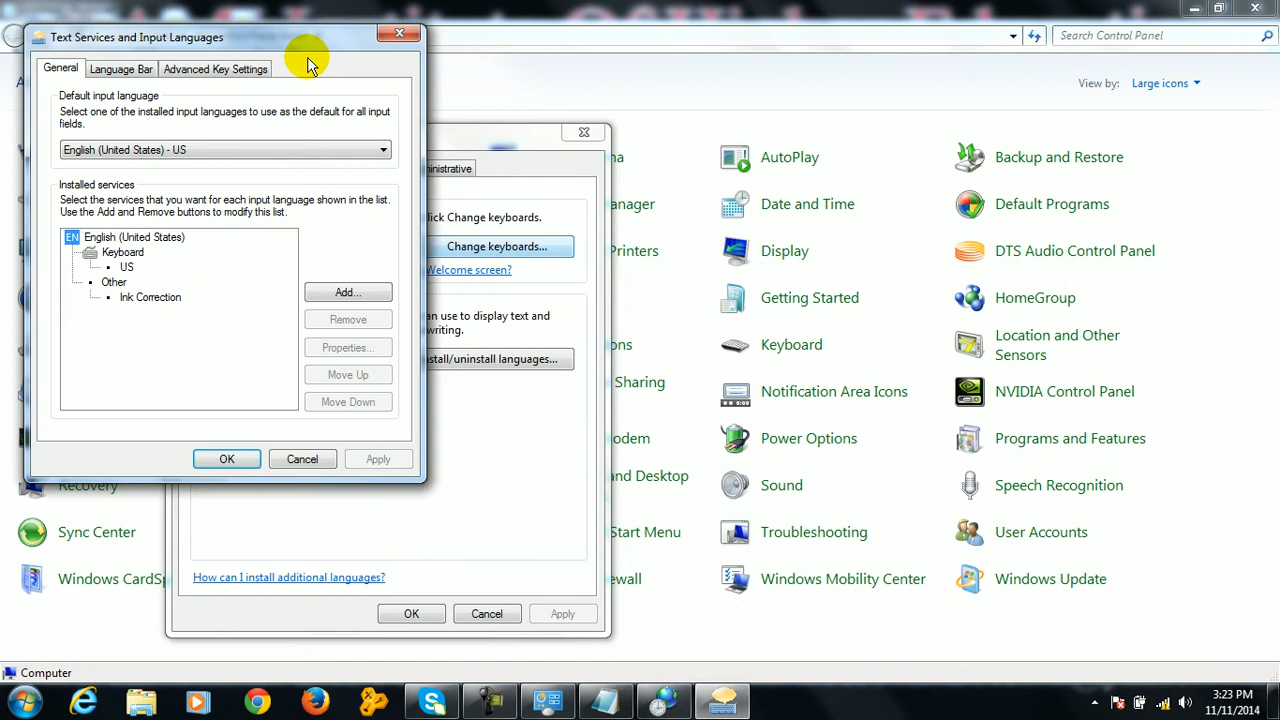 Text Services and Input Languages
General
Language Bar
Advanced Key Settings
Default input language
Select one of the installed input languages to use as the default for all input
fields.
English (United States) - US
Installed services
Select the services that you want for each input language shown in the list.
Use the Add and Remove buttons to modify this list.
EN English (United States)
Keyboard
US
Other
Ink Correction
Add...
Remove
Properties...
Move Up
Move Down
OK
Cancel
Apply
lick Change keyboards.
Change keyboards...
Welcome screen?
an use to display text and
writing.
stall/uninstall languages...
How can I install additional languages?
OK
Cancel
Apply
Search Control Panel
View by: Large icons
AutoPlay
Backup and Restore
Date and Time
Default Programs
Display
DTS Audio Control Panel
Getting Started
HomeGroup
Keyboard
Location and Other
Sensors
Notification Area Icons
NVIDIA Control Panel
Power Options
Programs and Features
Sound
Speech Recognition
Troubleshooting
User Accounts
Windows Mobility Center
Windows Update
anager
Printers
ons
Sharing
odem
and Desktop
Start Menu
ewall
Recovery
Sync Center
Windows CardSp
Computer
3:23 PM
11/11/2014